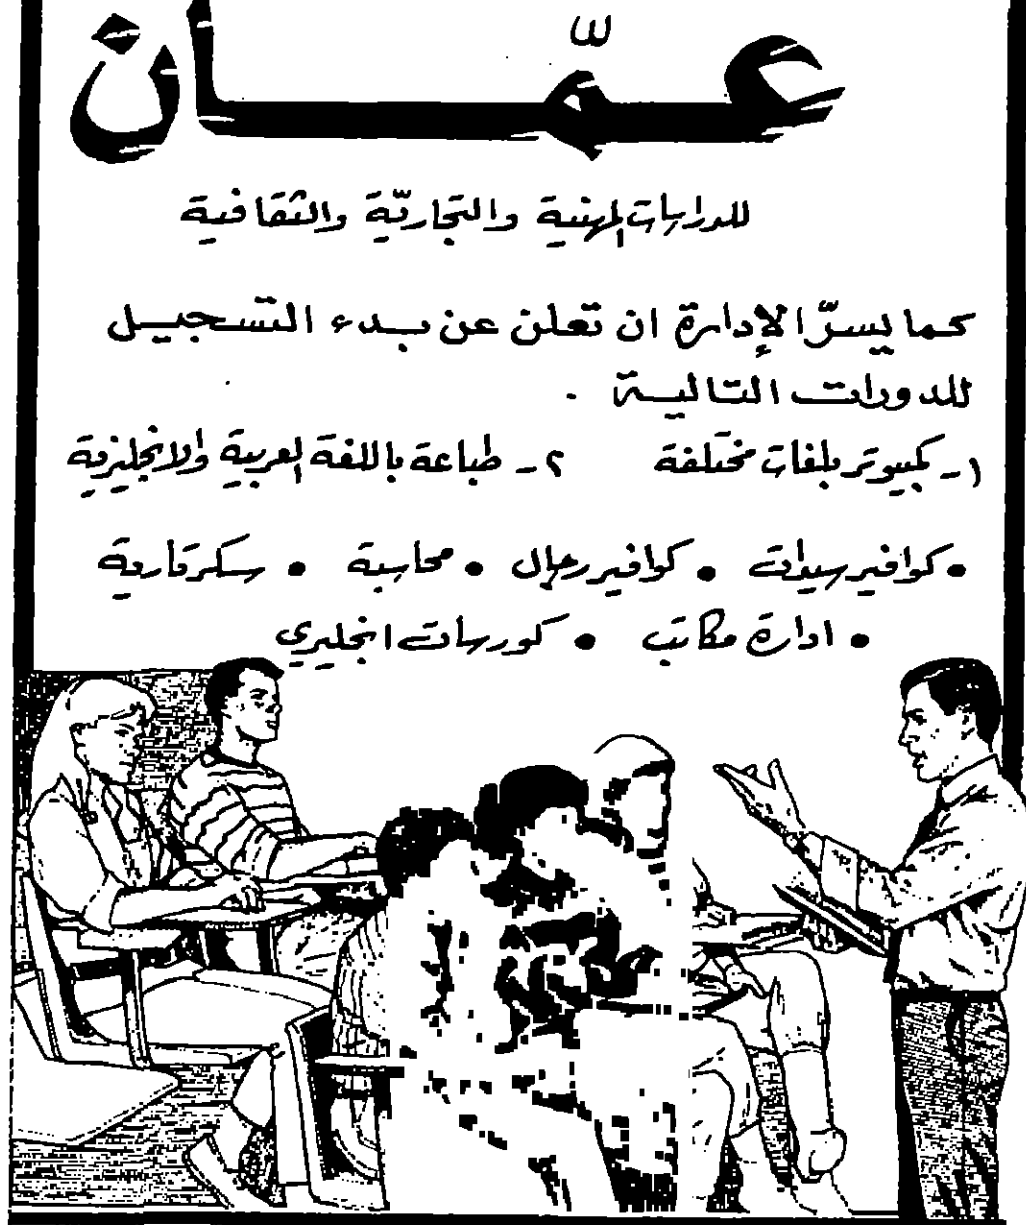 عمّان
للدراسات المهنية والتجاريّة والثقافية
كما يسرّ الإدارة ان تعلن عن بدء التسجيل
للدورات التالية .
١- كمبيوتر بلغات مختلفة ٢- طباعة باللغة العربية والانجليزية
• كوافير سيدات • كوافير رجال • محاسبة • سكرتارية
• ادارة مكاتب • كورسات انجليزي